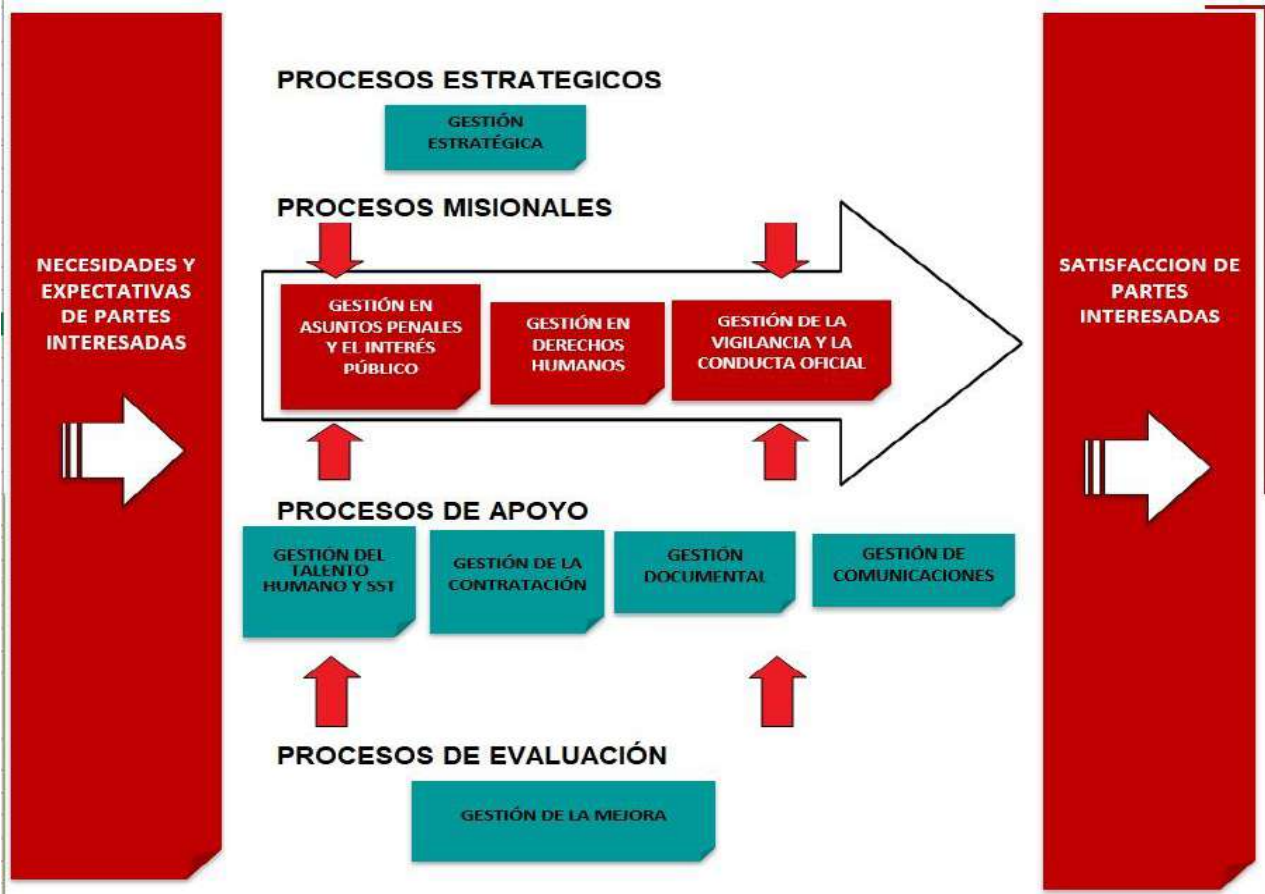 PROCESOS ESTRATEGICOS
GESTIÓN
ESTRATÉGICA
PROCESOS MISIONALES
NECESIDADES Y
EXPECTATIVAS
DE PARTES
INTERESADAS
GESTIÓN EN
ASUNTOS PENALES
Y EL INTERÉS
PÚBLICO
GESTIÓN EN
DERECHOS
HUMANOS
GESTIÓN DE LA
VIGILANCIA Y LA
CONDUCTA OFICIAL
SATISFACCION DE
PARTES
INTERESADAS
PROCESOS DE APOYO
GESTIÓN DEL
TALENTO
HUMANO Y SST
GESTIÓN DE LA
CONTRATACIÓN
GESTIÓN
DOCUMENTAL
GESTIÓN DE
COMUNICACIONES
PROCESOS DE EVALUACIÓN
GESTIÓN DE LA MEJORA